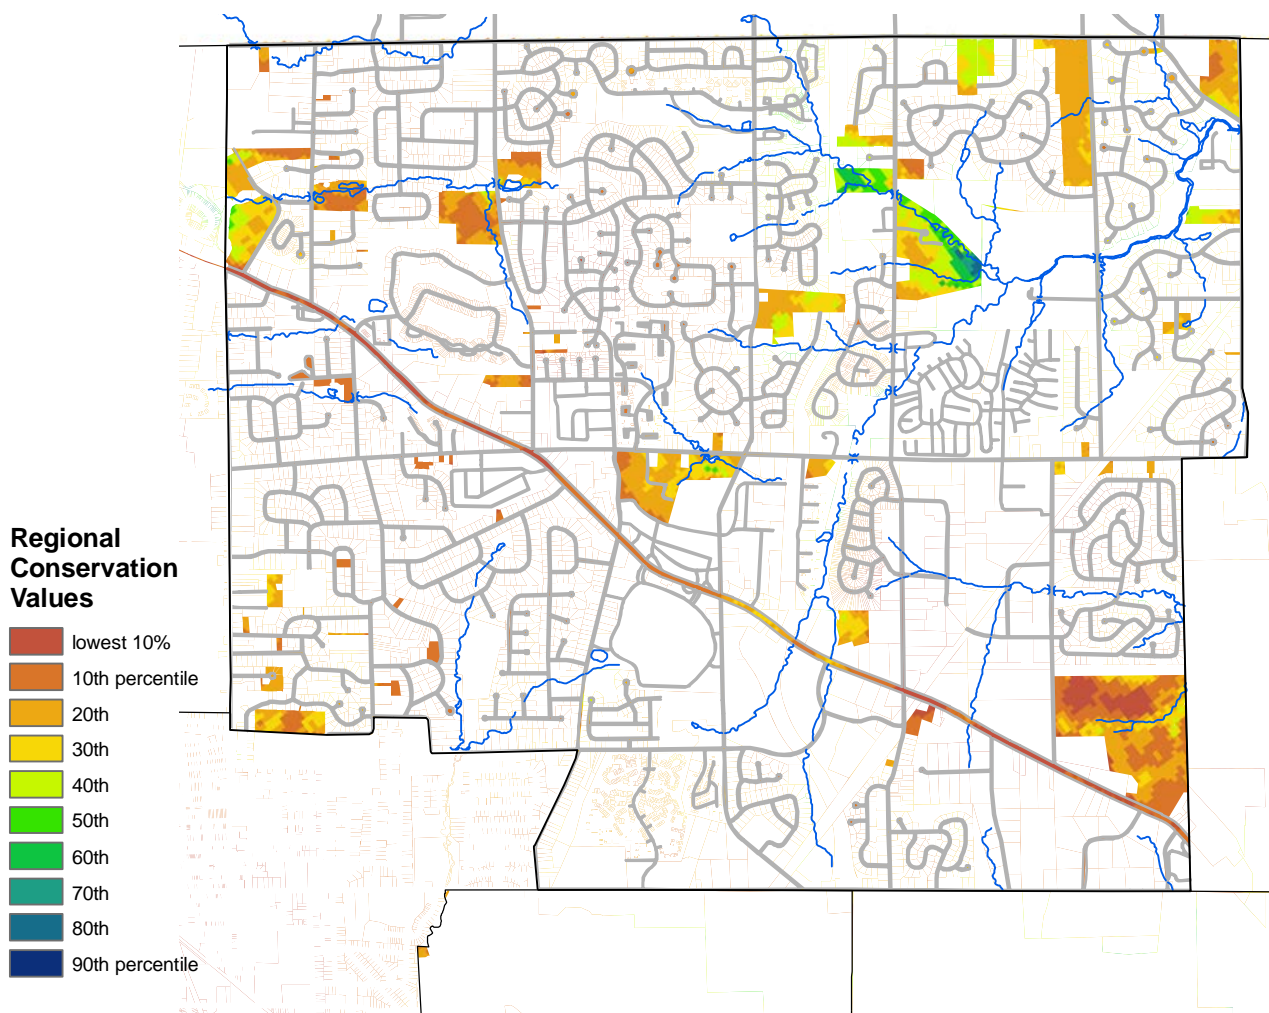 Regional
Conservation
Values
lowest 10%
10th percentile
20th
30th
40th
50th
60th
70th
80th
90th percentile